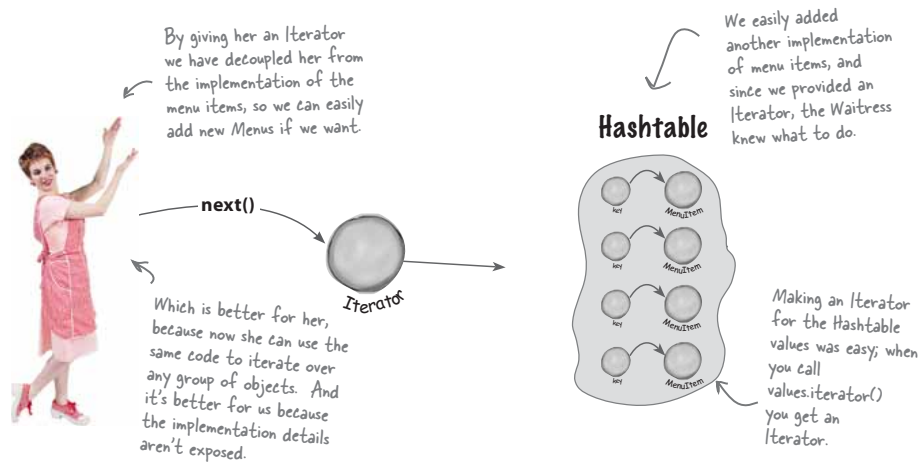 By giving her an Iterator
we have decoupled her from
the implementation of the
menu items, so we can easily
add new Menus if we want.
We easily added
another implementation
of menu items, and
since we provided an
Iterator, the Waitress
knew what to do.
Hashtable
next()
Iterator
key
MenuItem
key
MenuItem
key
MenuItem
key
MenuItem
Which is better for her,
because now she can use the
same code to iterate over
any group of objects. And
it's better for us because
the implementation details
aren't exposed.
Making an Iterator
for the Hashtable
values was easy; when
you call
values.iterator()
you get an
Iterator.